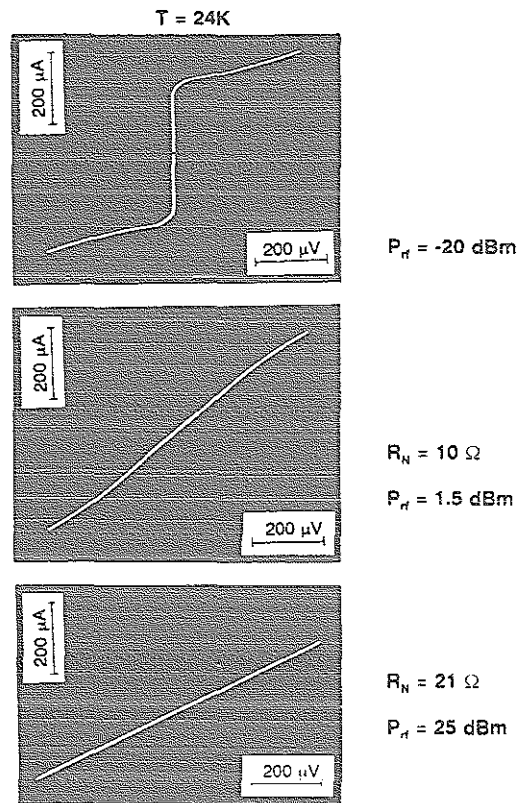 T = 24K
200 μA
200 μV
P_rf = -20 dBm
200 μA
200 μV
R_N = 10 Ω
P_rf = 1.5 dBm
200 μA
200 μV
R_N = 21 Ω
P_rf = 25 dBm